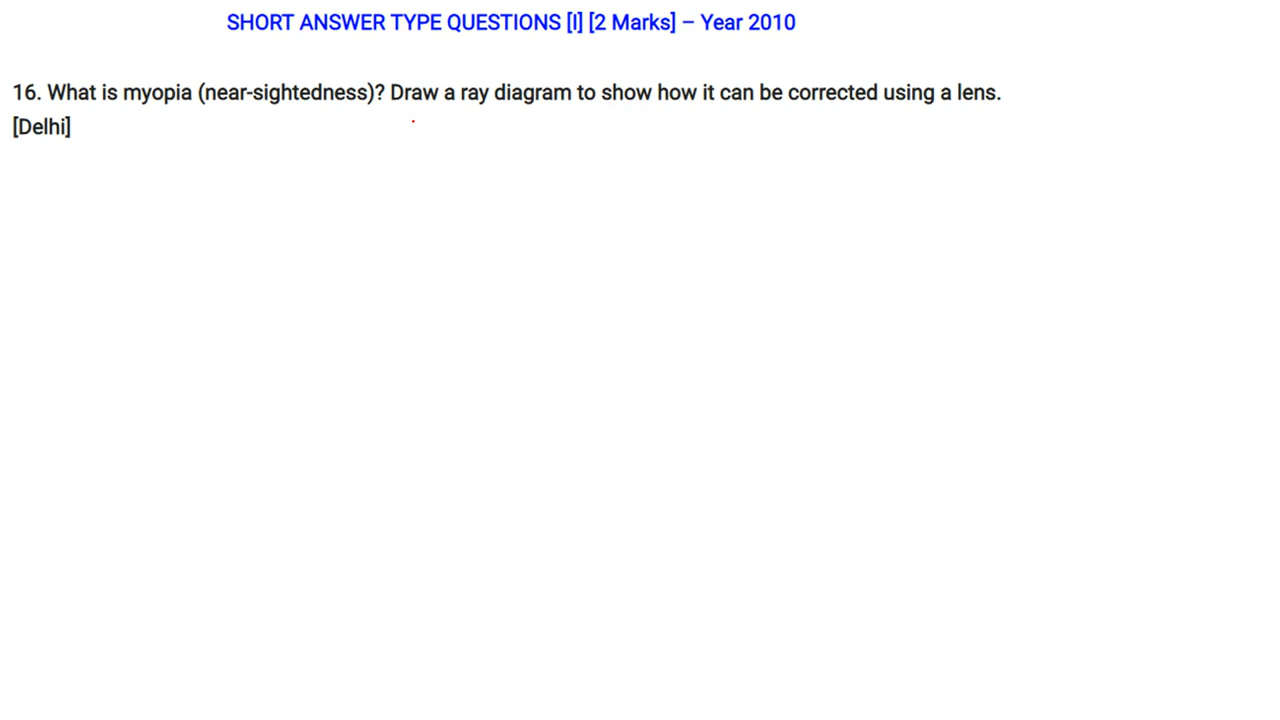 SHORT ANSWER TYPE QUESTIONS [I] [2 Marks] – Year 2010
16. What is myopia (near-sightedness)? Draw a ray diagram to show how it can be corrected using a lens.
[Delhi]